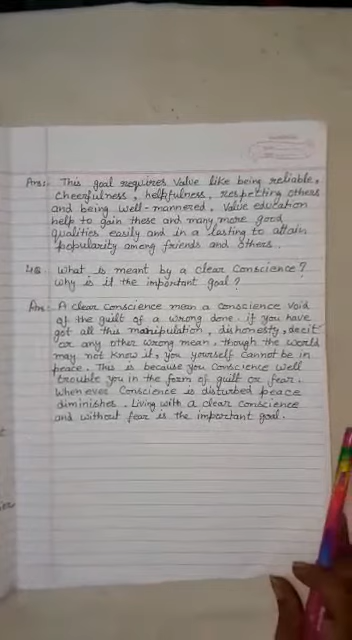 Ans:- This goal requires value like being reliable,
cheerfulness, helpfulness, respecting others
and being well-mannered. Value education
help to gain these and many more good
qualities easily and in a lasting to attain
popularity among friends and others.
4Q. What is meant by a clear conscience?
Why is it the important goal?
An:- A clear conscience mean a conscience void
of the guilt of a wrong done. if you have
got all this manipulation, dishonesty, decit
or any other wrong mean, though the world
may not know it, you yourself cannot be in
peace. This is because you conscience well
trouble you in the form of guilt or fear.
Whenever conscience is disturbed peace
diminishes. Living with a clear conscience
and without fear is the important goal.